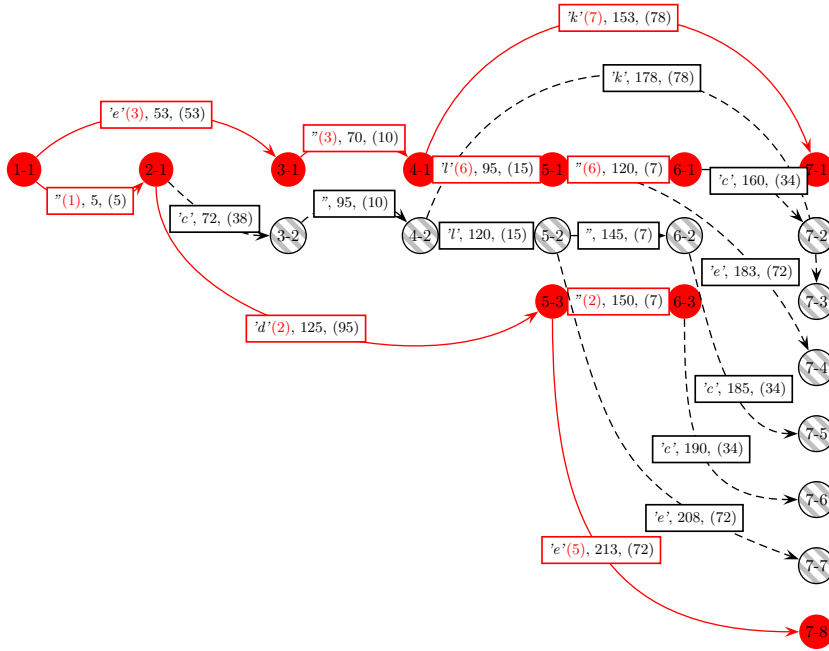 'k'(7), 153, (78)
'k', 178, (78)
'e'(3), 53, (53)
''(3), 70, (10)
1-1
2-1
3-1
4-1
'l'(6), 95, (15)
5-1
''(6), 120, (7)
6-1
'c', 160, (34)
7-1
''(1), 5, (5)
'c', 72, (38)
'', 95, (10)
3-2
4-2
'l', 120, (15)
5-2
'', 145, (7)
6-2
7-2
'e', 183, (72)
5-3
''(2), 150, (7)
6-3
7-3
'd'(2), 125, (95)
7-4
'c', 185, (34)
7-5
'c', 190, (34)
7-6
'e', 208, (72)
'e'(5), 213, (72)
7-7
7-8